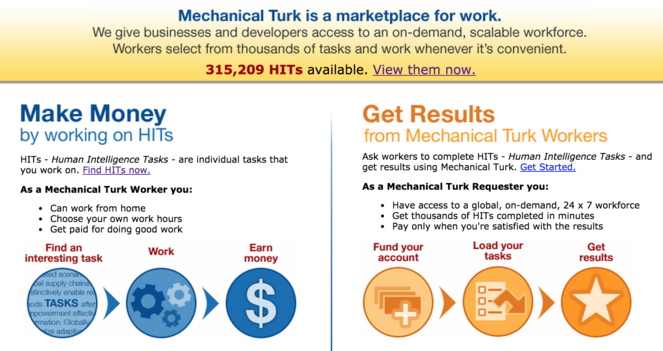 Mechanical Turk is a marketplace for work.
We give businesses and developers access to an on-demand, scalable workforce.
Workers select from thousands of tasks and work whenever it's convenient.
315,209 HITs available. View them now.
Make Money
by working on HITs
HITs - Human Intelligence Tasks - are individual tasks that
you work on. Find HITs now.
As a Mechanical Turk Worker you:
• Can work from home
• Choose your own work hours
• Get paid for doing good work
Find an
interesting task
Work
Earn
money
supply chains
TASKS
$
Get Results
from Mechanical Turk Workers
Ask workers to complete HITs - Human Intelligence Tasks - and
get results using Mechanical Turk. Get Started.
As a Mechanical Turk Requester you:
• Have access to a global, on-demand, 24 x 7 workforce
• Get thousands of HITs completed in minutes
• Pay only when you're satisfied with the results
Fund your
account
Load your
tasks
Get
results